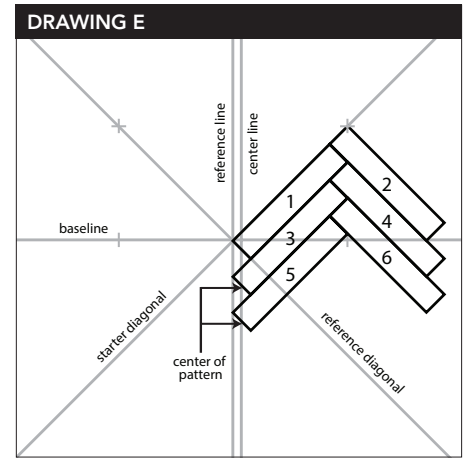 DRAWING E
reference line
center line
baseline
1
2
3
4
5
6
starter diagonal
center of
pattern
reference diagonal